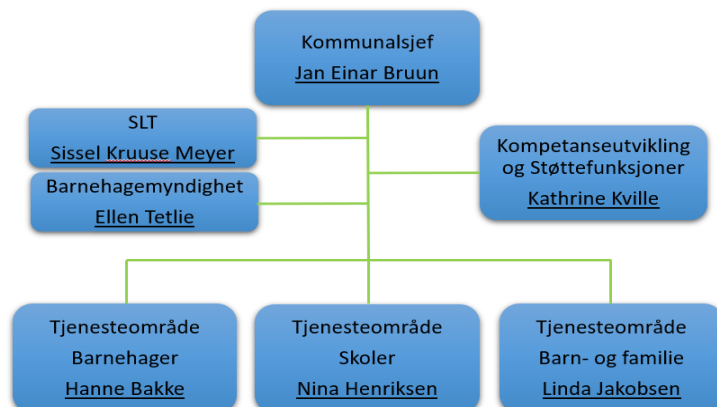 Kommunalsjef
Jan Einar Bruun
SLT
Sissel Kruuse Meyer
Barnehagemyndighet
Ellen Tetlie
Kompetanseutvikling
og Støttefunksjoner
Kathrine Kville
Tjenesteområde
Barnehager
Hanne Bakke
Tjenesteområde
Skoler
Nina Henriksen
Tjenesteområde
Barn- og familie
Linda Jakobsen